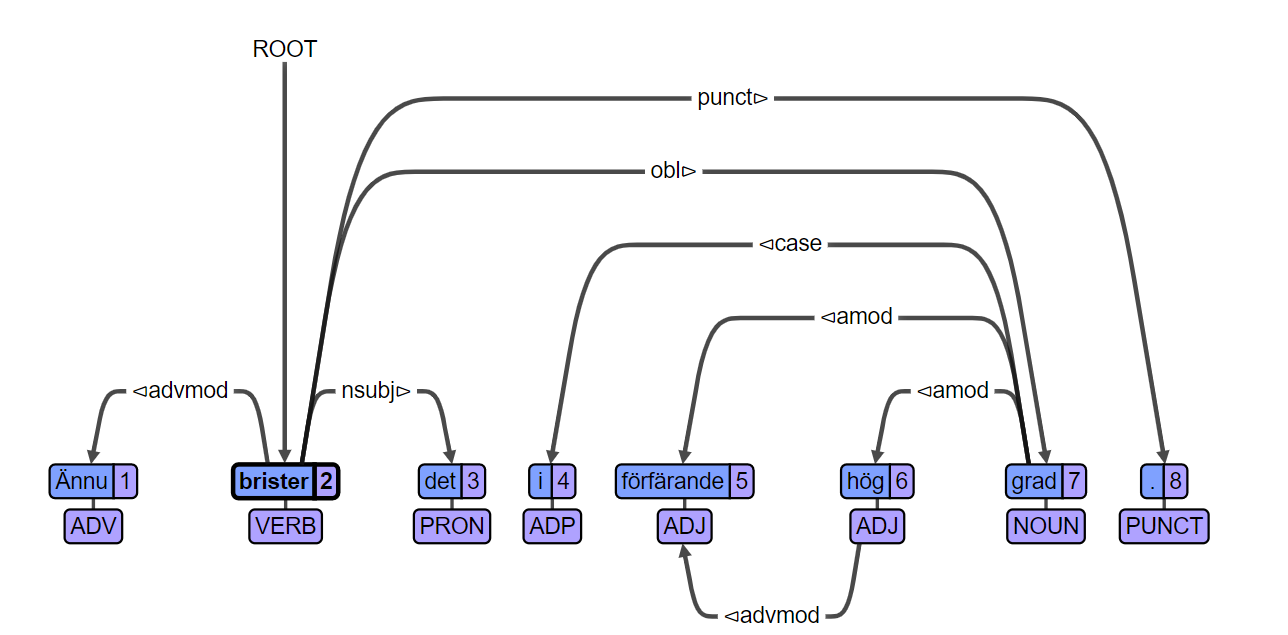 ROOT
punct⊳
obl⊳
⊲case
⊲amod
⊲advmod nsubj⊳ ⊲amod
Ännu 1 brister 2 det 3 i 4 förfärande 5 hög 6 grad 7 . 8
ADV VERB PRON ADP ADJ ADJ NOUN PUNCT
⊲advmod